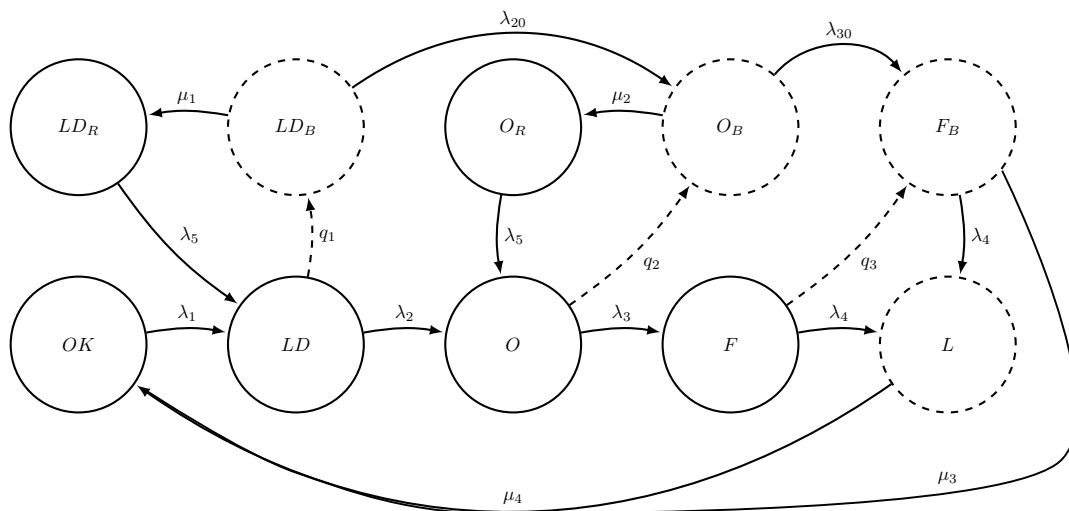 λ₂₀
λ₃₀
μ₁
μ₂
LD_R
LD_B
O_R
O_B
F_B
λ₅
q₁
λ₅
q₂
q₃
λ₄
λ₁
λ₂
λ₃
λ₄
OK
LD
O
F
L
μ₃
μ₄